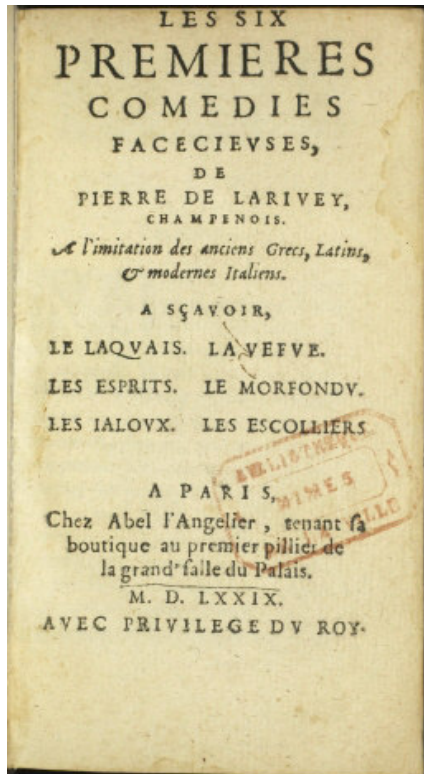 LES SIX
PREMIERES
COMEDIES
FACECIEVSES,
DE
PIERRE DE LARIVEY,
CHAMPENOIS.
A l'imitation des anciens Grecs, Latins,
& modernes Italiens.
A SÇAVOIR,
LE LAQVAIS. LA VEFVE.
LES ESPRITS. LE MORFONDV.
LES IALOVX. LES ESCOLLIERS
A PARIS,
Chez Abel l'Angelier, tenant sa
boutique au premier pillier de
la grand' salle du Palais.
M. D. LXXIX.
AVEC PRIVILEGE DV ROY.
NIMES
VILLE